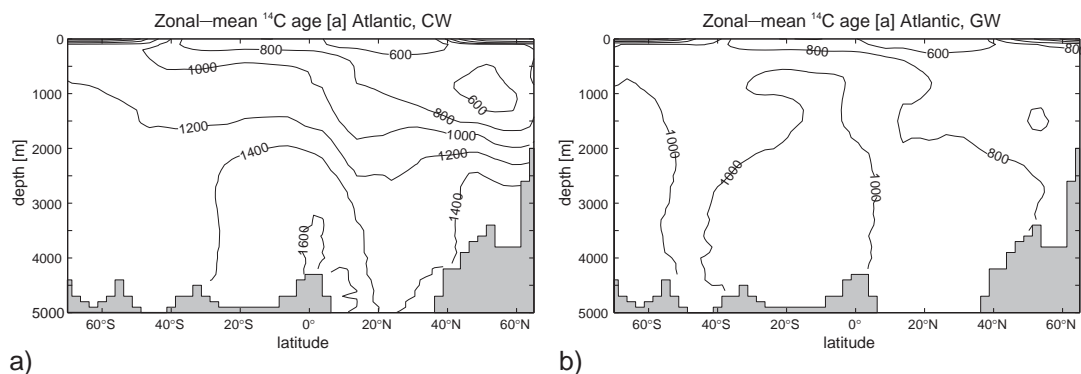 Zonal—mean ¹⁴C age [a] Atlantic, CW
0
1000
2000
3000
4000
5000
depth [m]
800
600
1000
600
800
1200
1000
1400
1200
1400
1600
60°S
40°S
20°S
0°
20°N
40°N
60°N
latitude
a)
Zonal—mean ¹⁴C age [a] Atlantic, GW
0
1000
2000
3000
4000
5000
depth [m]
800
600
80
1000
800
1000
1000
60°S
40°S
20°S
0°
20°N
40°N
60°N
latitude
b)